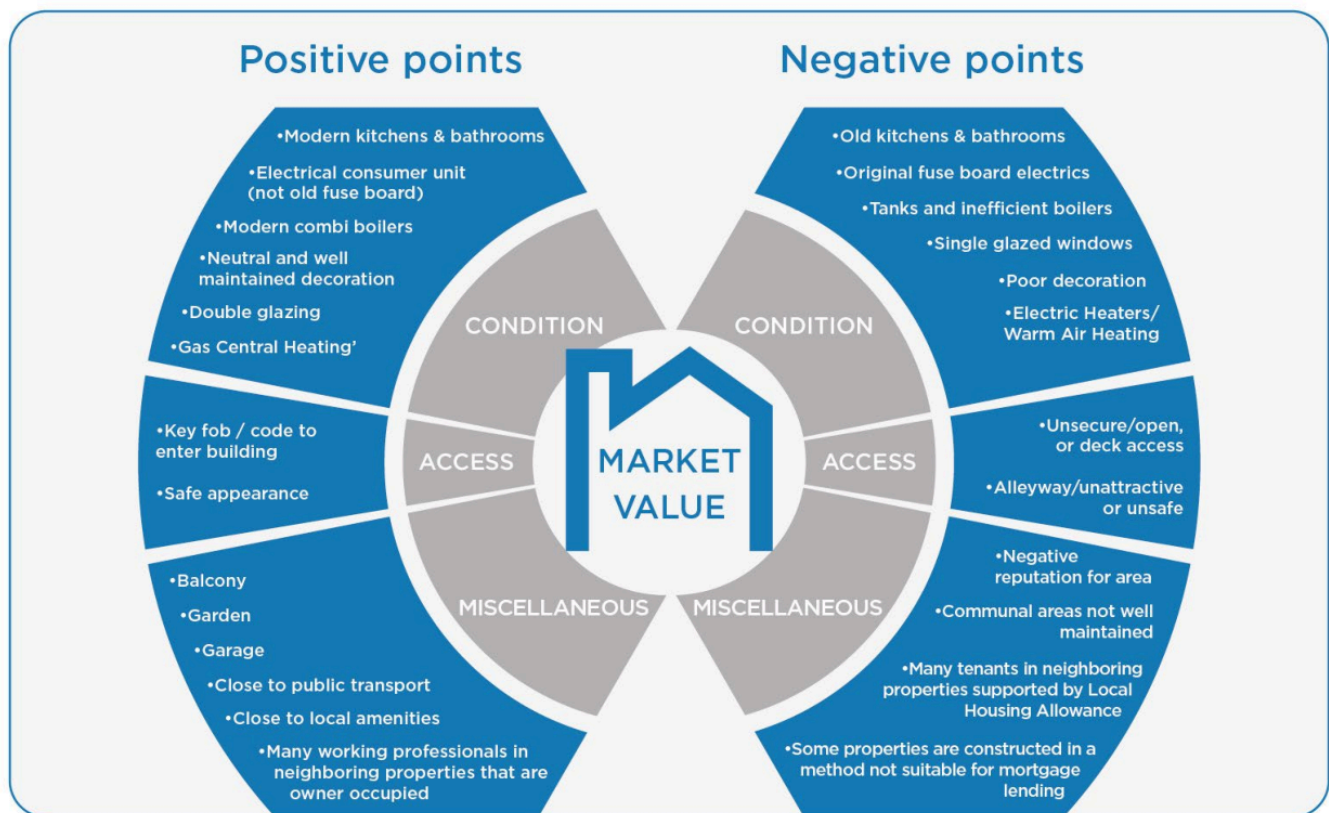 Positive points
•Modern kitchens & bathrooms
•Electrical consumer unit
(not old fuse board)
•Modern combi boilers
•Neutral and well
maintained decoration
•Double glazing
•Gas Central Heating’
CONDITION
•Key fob / code to
enter building
•Safe appearance
ACCESS
•Balcony
•Garden
•Garage
•Close to public transport
•Close to local amenities
•Many working professionals in
neighboring properties that are
owner occupied
MISCELLANEOUS
MARKET
VALUE
Negative points
•Old kitchens & bathrooms
•Original fuse board electrics
•Tanks and inefficient boilers
•Single glazed windows
•Poor decoration
•Electric Heaters/
Warm Air Heating
CONDITION
•Unsecure/open,
or deck access
•Alleyway/unattractive
or unsafe
ACCESS
•Negative
reputation for area
•Communal areas not well
maintained
•Many tenants in neighboring
properties supported by Local
Housing Allowance
•Some properties are constructed in a
method not suitable for mortgage
lending
MISCELLANEOUS